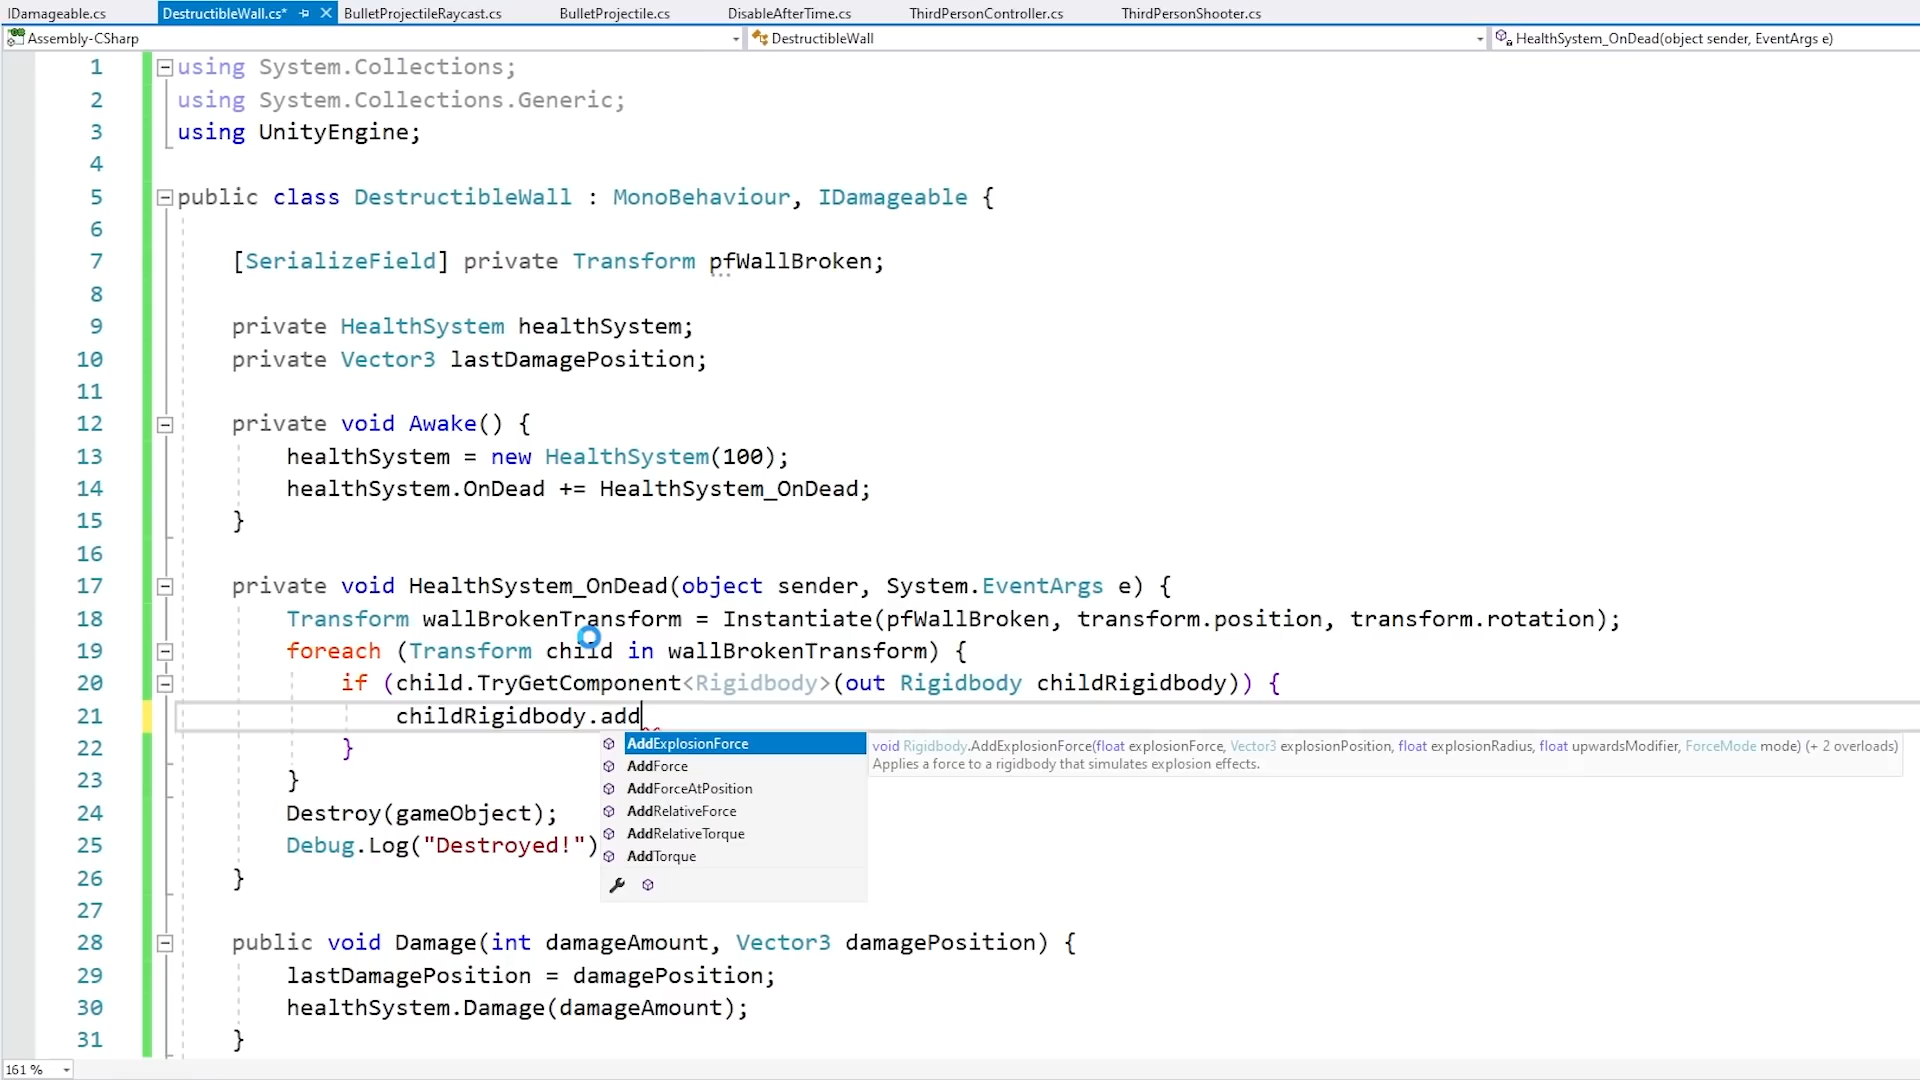 IDamageable.cs DestructibleWall.cs* BulletProjectileRaycast.cs BulletProjectile.cs DisableAfterTime.cs ThirdPersonController.cs ThirdPersonShooter.cs
Assembly-CSharp DestructibleWall HealthSystem_OnDead(object sender, EventArgs e)
1 using System.Collections;
2 using System.Collections.Generic;
3 using UnityEngine;
4
5 public class DestructibleWall : MonoBehaviour, IDamageable {
6
7 [SerializeField] private Transform pfWallBroken;
8
9 private HealthSystem healthSystem;
10 private Vector3 lastDamagePosition;
11
12 private void Awake() {
13 healthSystem = new HealthSystem(100);
14 healthSystem.OnDead += HealthSystem_OnDead;
15 }
16
17 private void HealthSystem_OnDead(object sender, System.EventArgs e) {
18 Transform wallBrokenTransform = Instantiate(pfWallBroken, transform.position, transform.rotation);
19 foreach (Transform child in wallBrokenTransform) {
20 if (child.TryGetComponent<Rigidbody>(out Rigidbody childRigidbody)) {
21 childRigidbody.add
AddExplosionForce void Rigidbody.AddExplosionForce(float explosionForce, Vector3 explosionPosition, float explosionRadius, float upwardsModifier, ForceMode mode) (+ 2 overloads)
22 }
AddForce Applies a force to a rigidbody that simulates explosion effects.
23 }
AddForceAtPosition
24 Destroy(gameObject);
AddRelativeForce
AddRelativeTorque
25 Debug.Log("Destroyed!")
AddTorque
26 }
27
28 public void Damage(int damageAmount, Vector3 damagePosition) {
29 lastDamagePosition = damagePosition;
30 healthSystem.Damage(damageAmount);
31 }
161 %